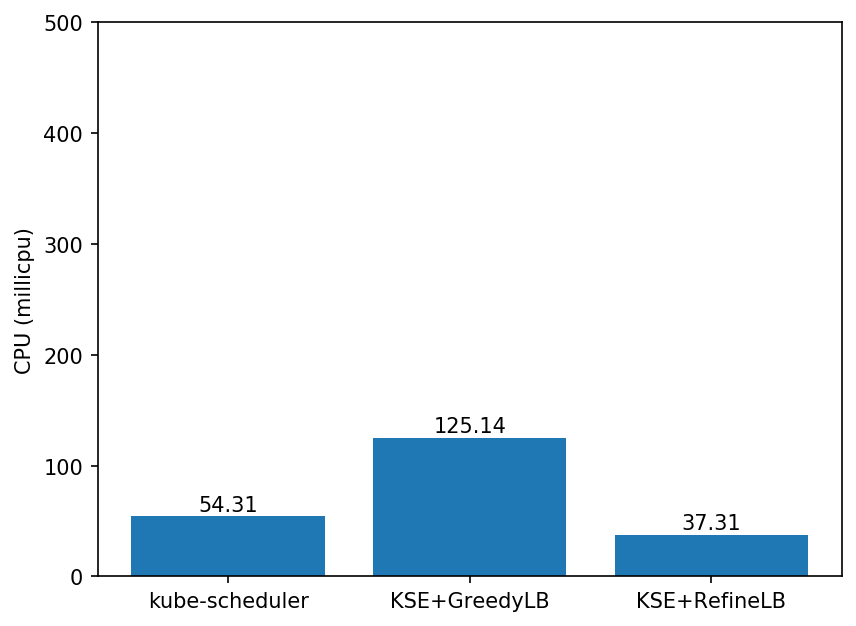 500
400
300
200
100
0
CPU (millicpu)
54.31
125.14
37.31
kube-scheduler
KSE+GreedyLB
KSE+RefineLB